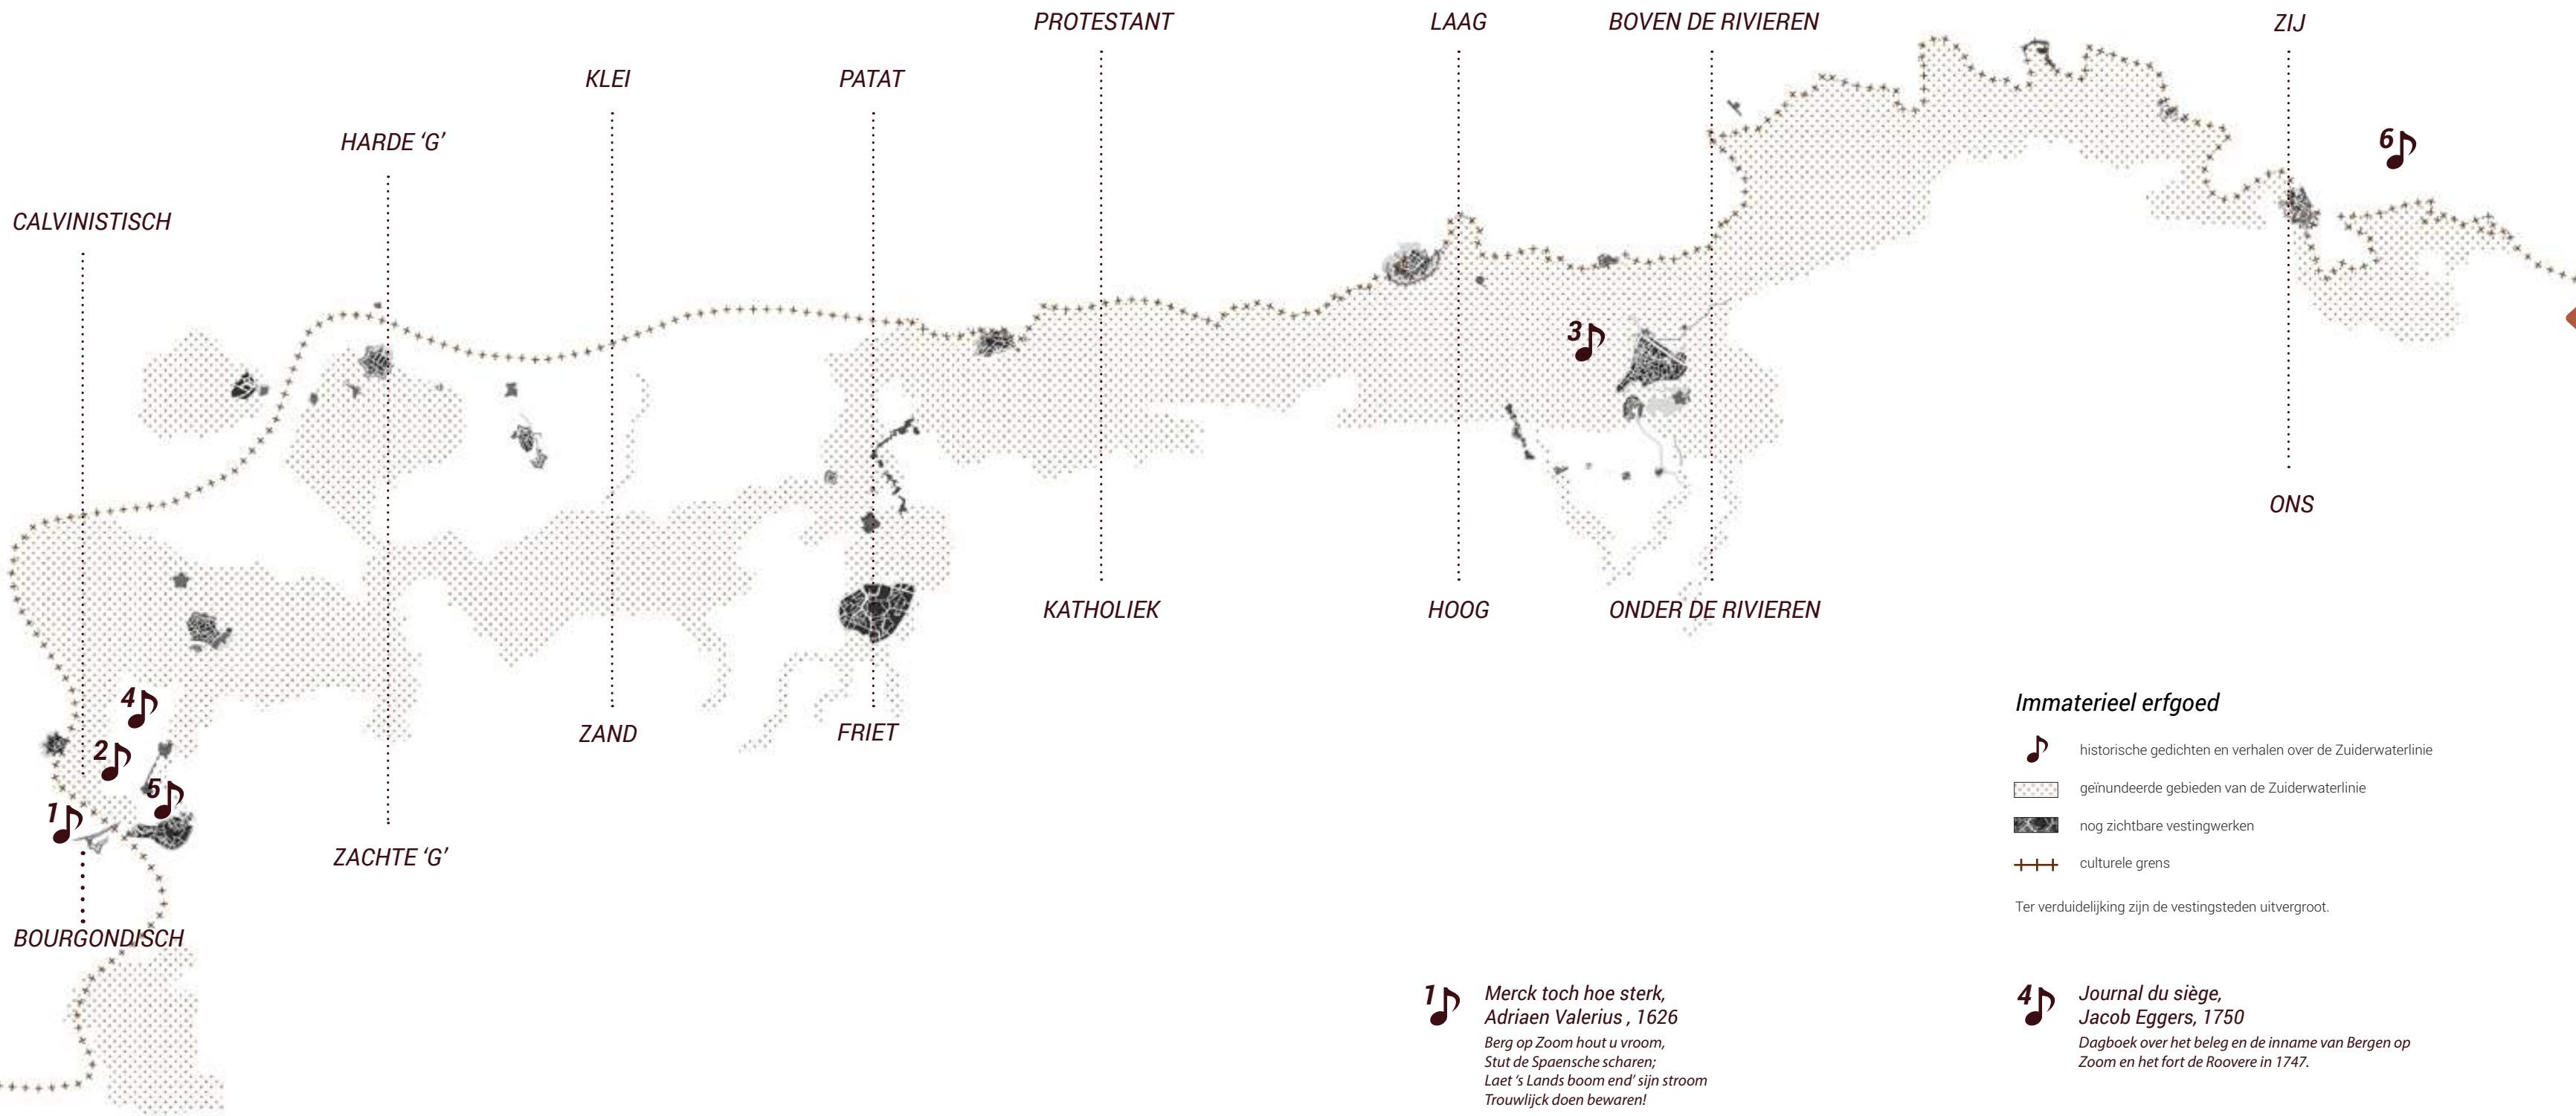 PROTESTANT
LAAG
BOVEN DE RIVIEREN
ZIJ
KLEI
PATAT
HARDE ‘G’
CALVINISTISCH
6
3
ONS
KATHOLIEK
HOOG
ONDER DE RIVIEREN
4
2
5
1
ZAND
FRIET
ZACHTE ‘G’
BOURGONDISCH
Immaterieel erfgoed
historische gedichten en verhalen over de Zuiderwaterlinie
geïnundeerde gebieden van de Zuiderwaterlinie
nog zichtbare vestingwerken
culturele grens
Ter verduidelijking zijn de vestingsteden uitvergroot.
1
Merck toch hoe sterk,
Adriaen Valerius , 1626
Berg op Zoom hout u vroom,
Stut de Spaensche scharen;
Laet ‘s Lands boom end’ sijn stroom
Trouwlijck doen bewaren!
4
Journal du siège,
Jacob Eggers, 1750
Dagboek over het beleg en de inname van Bergen op
Zoom en het fort de Roovere in 1747.